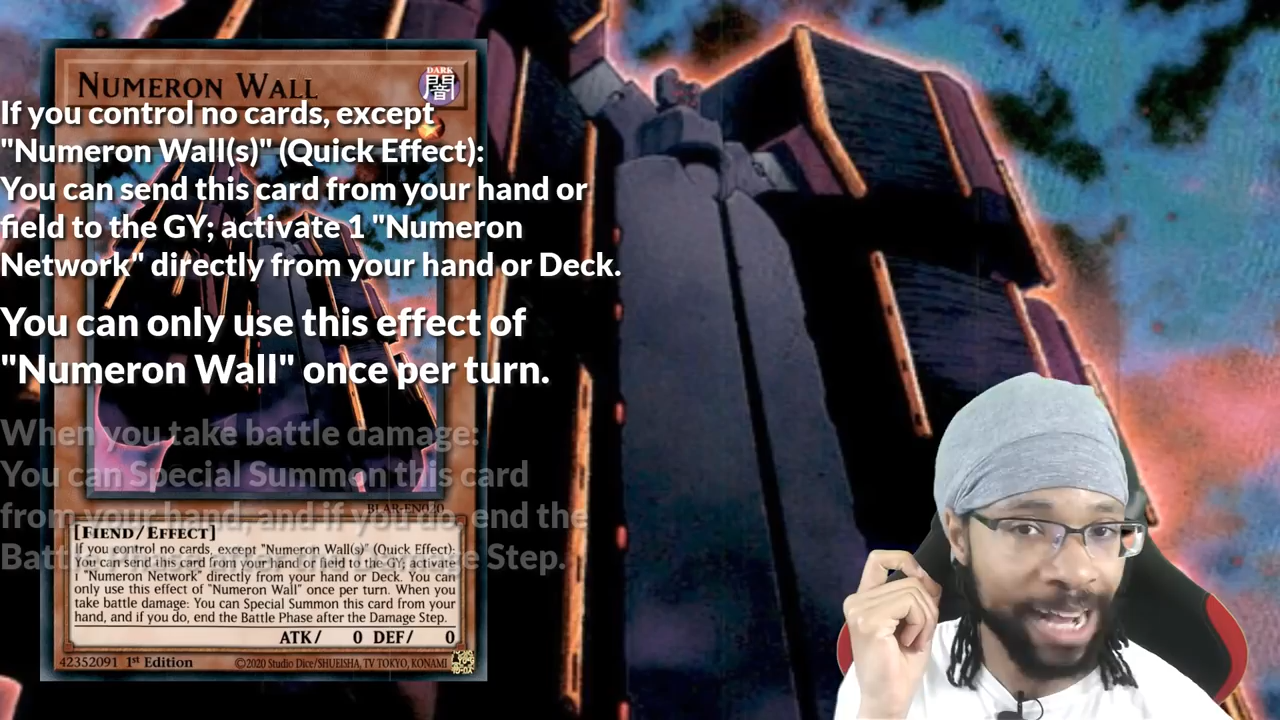 NUMERON WALL
DARK
闇
If you control no cards, except
"Numeron Wall(s)" (Quick Effect):
You can send this card from your hand or
field to the GY; activate 1 "Numeron
Network" directly from your hand or Deck.
You can only use this effect of
"Numeron Wall" once per turn.
When you take battle damage:
You can Special Summon this card
from your hand, and if you do, end the
Step.
BLAR-EN020
[FIEND/EFFECT]
If you control no cards, except "Numeron Wall(s)" (Quick Effect):
You can send this card from your hand or field to the GY; activate
1 "Numeron Network" directly from your hand or Deck. You can
only use this effect of "Numeron Wall" once per turn. When you
take battle damage: You can Special Summon this card from your
hand, and if you do, end the Battle Phase after the Damage Step.
ATK/ 0 DEF/ 0
42352091 1st Edition ©2020 Studio Dice/SHUEISHA, TV TOKYO, KONAMI